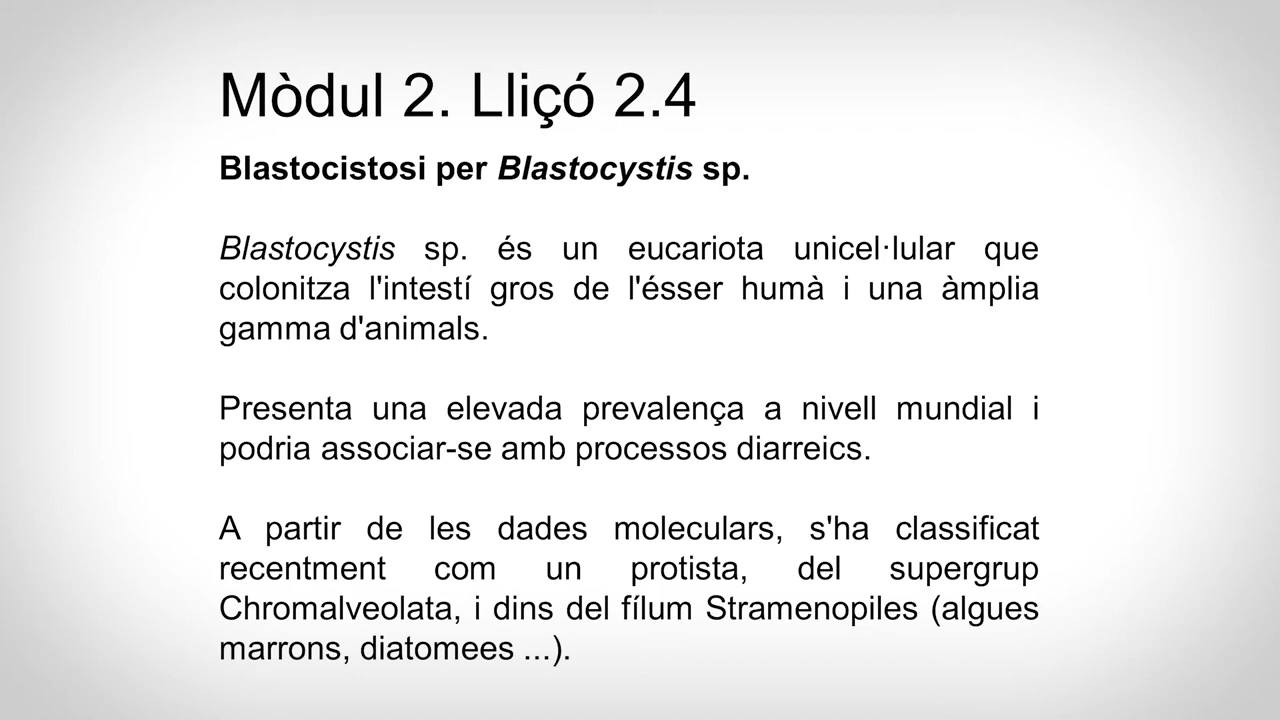 Mòdul 2. Lliçó 2.4
Blastocistosi per Blastocystis sp.
Blastocystis sp. és un eucariota unicel·lular que
colonitza l'intestí gros de l'ésser humà i una àmplia
gamma d'animals.
Presenta una elevada prevalença a nivell mundial i
podria associar-se amb processos diarreics.
A partir de les dades moleculars, s'ha classificat
recentment com un protista, del supergrup
Chromalveolata, i dins del fílum Stramenopiles (algues
marrons, diatomees ...).